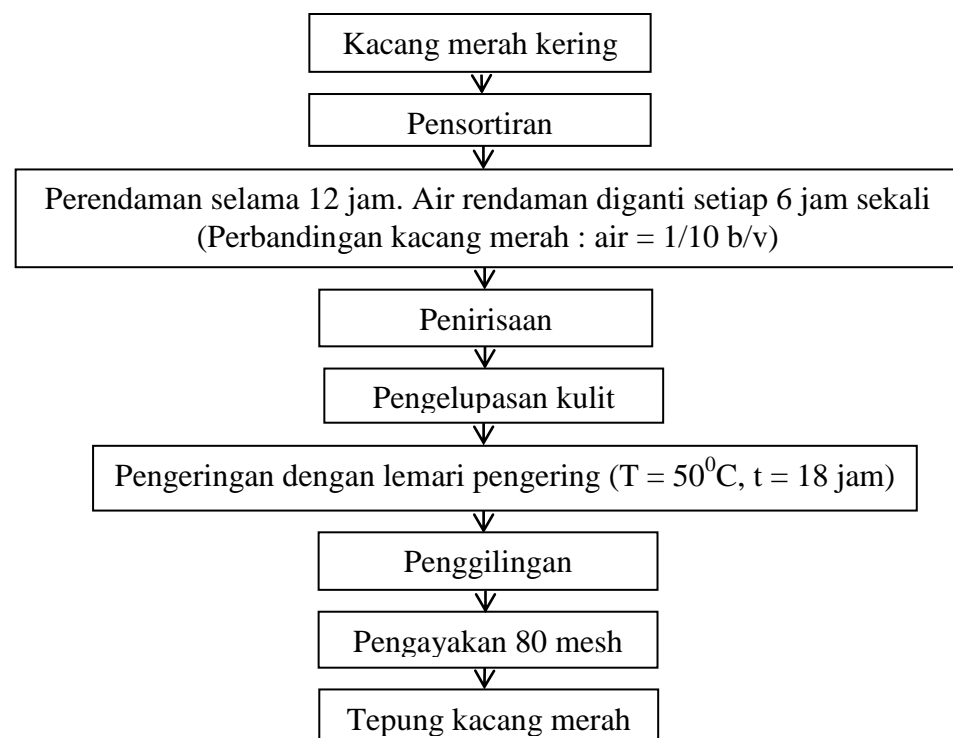 Kacang merah kering
Pensortiran
Perendaman selama 12 jam. Air rendaman diganti setiap 6 jam sekali
(Perbandingan kacang merah : air = 1/10 b/v)
Penirisaan
Pengelupasan kulit
Pengeringan dengan lemari pengering (T = 50⁰C, t = 18 jam)
Penggilingan
Pengayakan 80 mesh
Tepung kacang merah